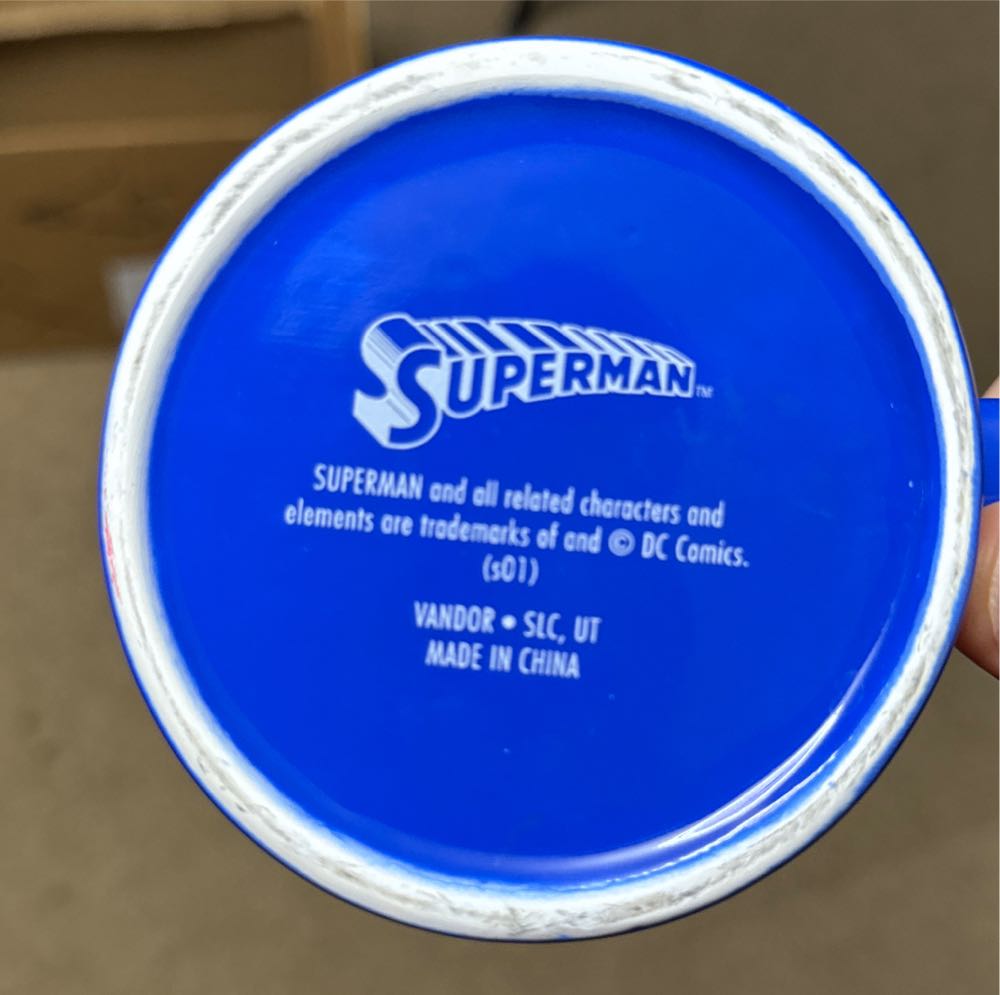 SUPERMAN™
SUPERMAN and all related characters and
elements are trademarks of and © DC Comics.
(s01)
VANDOR • SLC, UT
MADE IN CHINA